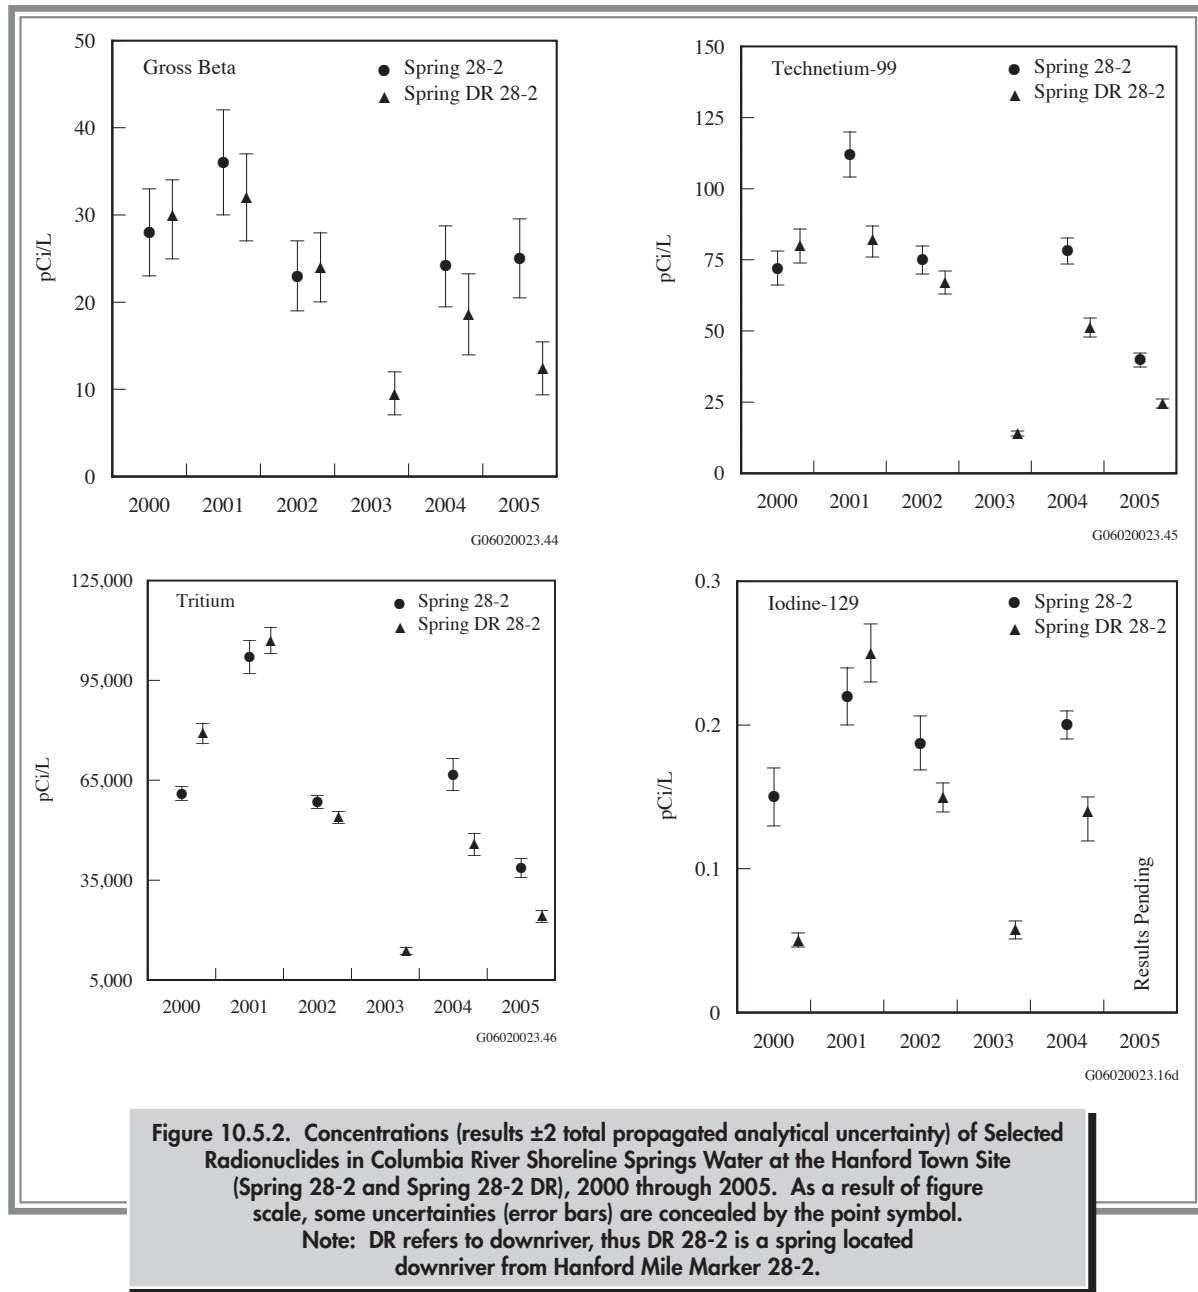 Gross Beta
Spring 28-2
Spring DR 28-2
pCi/L
50
40
30
20
10
0
2000 2001 2002 2003 2004 2005
G06020023.44
Technetium-99
Spring 28-2
Spring DR 28-2
pCi/L
150
125
100
75
50
25
0
2000 2001 2002 2003 2004 2005
G06020023.45
Tritium
Spring 28-2
Spring DR 28-2
pCi/L
125,000
95,000
65,000
35,000
5,000
2000 2001 2002 2003 2004 2005
G06020023.46
Iodine-129
Spring 28-2
Spring DR 28-2
pCi/L
0.3
0.2
0.1
0
Results Pending
2000 2001 2002 2003 2004 2005
G06020023.16d
Figure 10.5.2. Concentrations (results ±2 total propagated analytical uncertainty) of Selected
Radionuclides in Columbia River Shoreline Springs Water at the Hanford Town Site
(Spring 28-2 and Spring 28-2 DR), 2000 through 2005. As a result of figure
scale, some uncertainties (error bars) are concealed by the point symbol.
Note: DR refers to downriver, thus DR 28-2 is a spring located
downriver from Hanford Mile Marker 28-2.